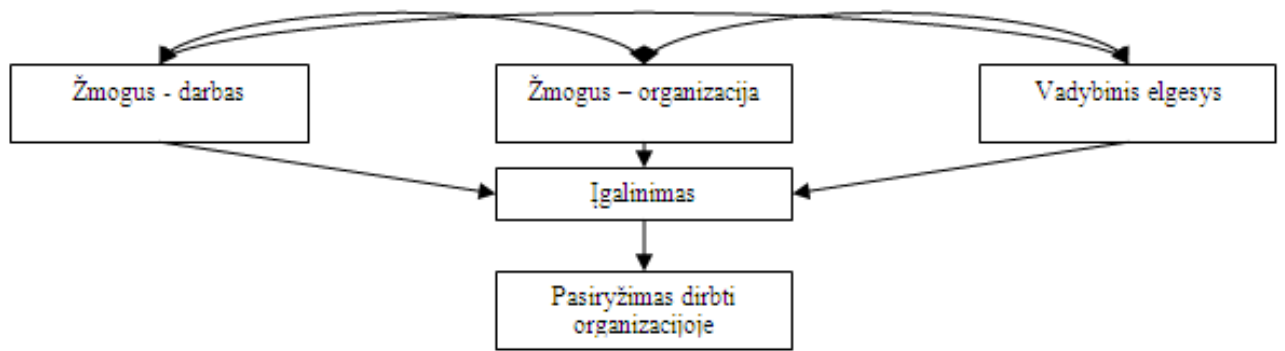 Žmogus - darbas
Žmogus – organizacija
Vadybinis elgesys
Įgalinimas
Pasiryžimas dirbti
organizacijoje